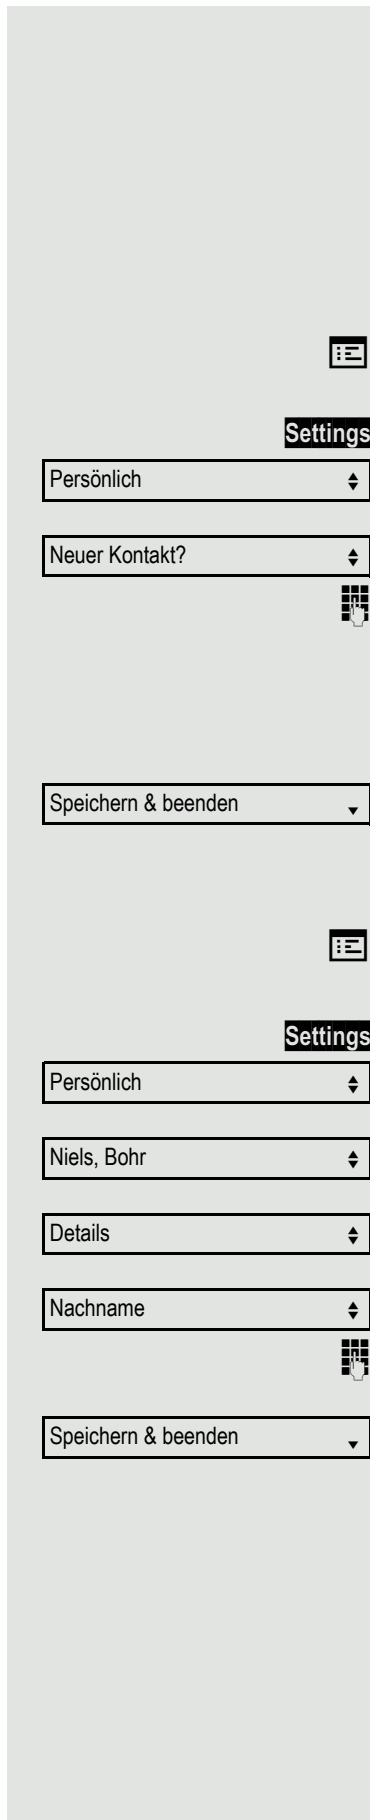 Settings
Persönlich
Neuer Kontakt?
Speichern & beenden
Settings
Persönlich
Niels, Bohr
Details
Nachname
Speichern & beenden